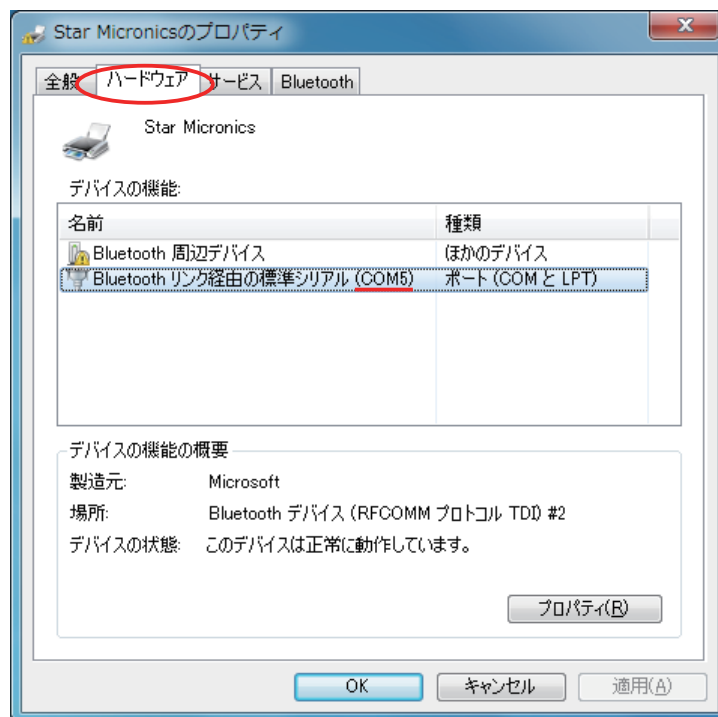 Star Micronicsのプロパティ
全般 ハードウェア サービス Bluetooth
Star Micronics
デバイスの機能:
名前 種類
Bluetooth 周辺デバイス ほかのデバイス
Bluetooth リンク経由の標準シリアル (COM5) ポート (COM と LPT)
デバイスの機能の概要
製造元: Microsoft
場所: Bluetooth デバイス (RFCOMM プロトコル TDI) #2
デバイスの状態: このデバイスは正常に動作しています。
プロパティ(R)
OK キャンセル 適用(A)